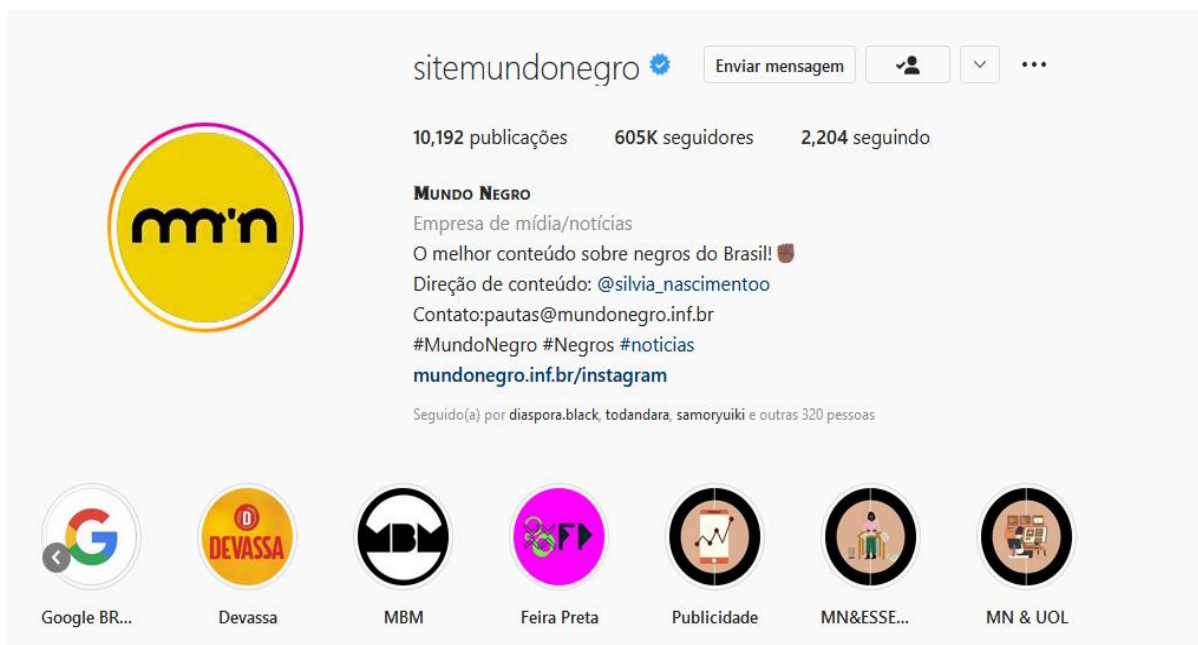 sitemundonegro Enviar mensagem
10,192 publicações 605K seguidores 2,204 seguindo
mm'n
MUNDO NEGRO
Empresa de mídia/notícias
O melhor conteúdo sobre negros do Brasil! ✊🏾
Direção de conteúdo: @silvia_nascimentoo
Contato:pautas@mundonegro.inf.br
#MundoNegro #Negros #noticias
mundonegro.inf.br/instagram
Seguido(a) por diaspora.black, todandara, samoryuiki e outras 320 pessoas
G D DEVASSA MBM FP
Google BR... Devassa MBM Feira Preta Publicidade MN&ESSE... MN & UOL